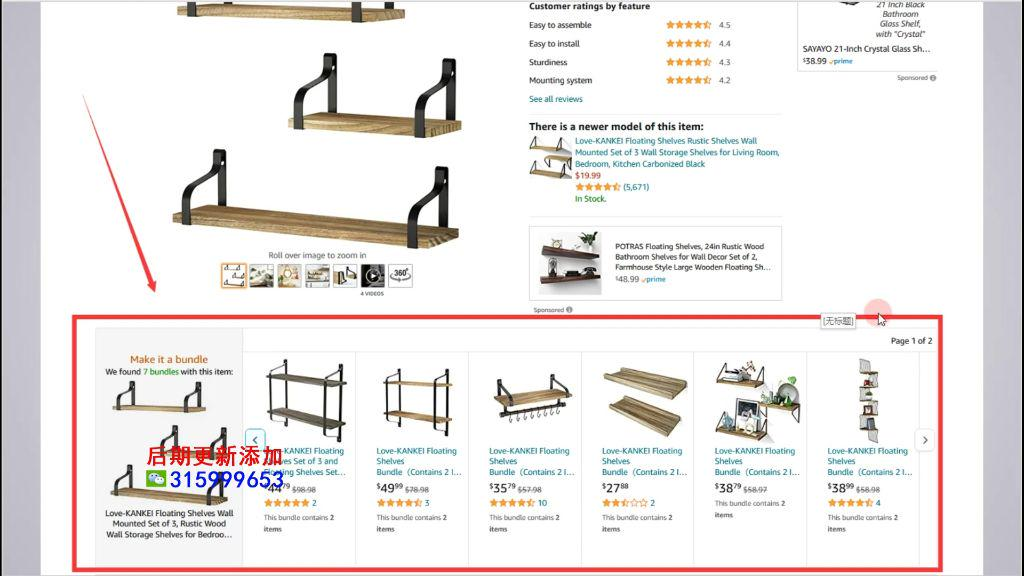 Customer ratings by feature
Easy to assemble 4.5
Easy to install 4.4
Sturdiness 4.3
Mounting system 4.2
See all reviews
21 Inch Black
Bathroom
Glass Shelf,
with "Crystal"
SAYAYO 21-Inch Crystal Glass Sh...
$38.99 prime
Sponsored
There is a newer model of this item:
Love-KANKEI Floating Shelves Rustic Shelves Wall
Mounted Set of 3 Wall Storage Shelves for Living Room,
Bedroom, Kitchen Carbonized Black
$19.99
(5,671)
In Stock.
Roll over image to zoom in
360°
4 VIDEOS
POTRAS Floating Shelves, 24in Rustic Wood
Bathroom Shelves for Wall Decor Set of 2,
Farmhouse Style Large Wooden Floating Sh...
$48.99 prime
Sponsored
[无标题]
Page 1 of 2
Make it a bundle
We found 7 bundles with this item:
Love-KANKEI Floating Shelves Wall
Mounted Set of 3, Rustic Wood
Wall Storage Shelves for Bedroo...
后期更新添加
315999653
Love-KANKEI Floating
Shelves Set of 3 and
Floating Shelves Set...
$44.79 $98.98
2
This bundle contains 2
items
Love-KANKEI Floating
Shelves
Bundle (Contains 2 I...
$49.99 $78.98
3
This bundle contains 2
items
Love-KANKEI Floating
Shelves
Bundle (Contains 2 I...
$35.79 $57.98
10
This bundle contains 2
items
Love-KANKEI Floating
Shelves
Bundle (Contains 2 I...
$27.88
2
This bundle contains 2
items
Love-KANKEI Floating
Shelves
Bundle (Contains 2 I...
$38.79 $58.97
This bundle contains 2
items
Love-KANKEI Floating
Shelves
Bundle (Contains 2 I...
$38.99 $58.98
4
This bundle contains 2
items